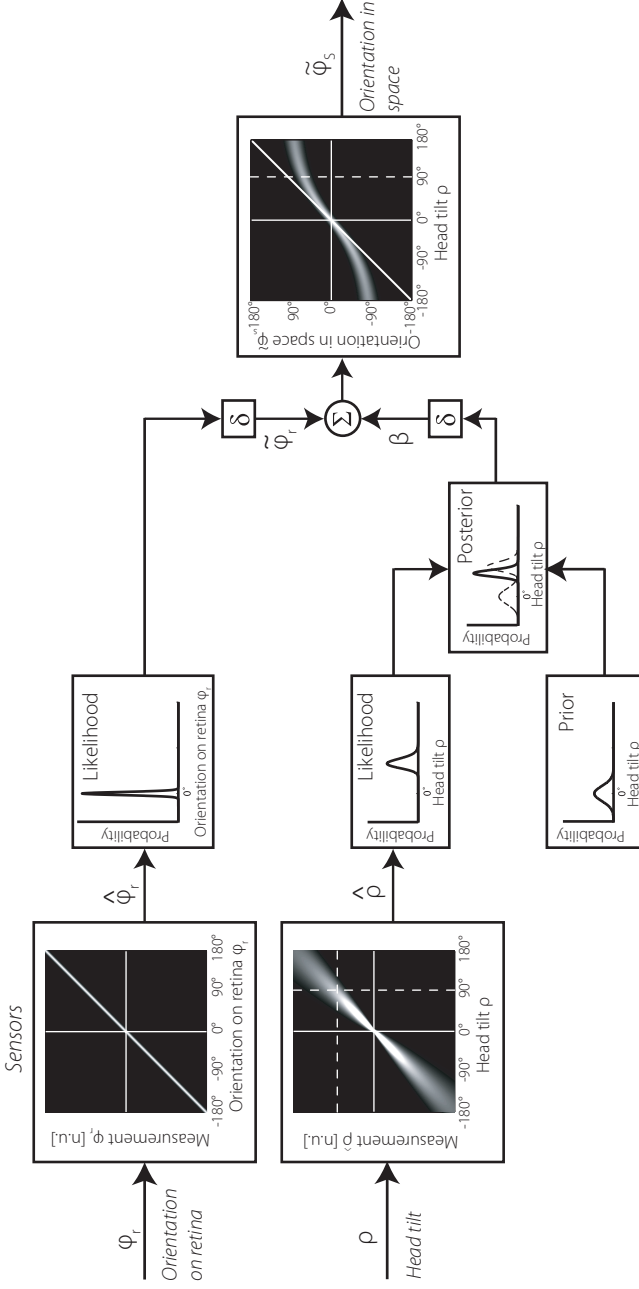 Sensors
φr
Orientation
on retina
Measurement φr [n.u.]
-180° -90° 0° 90° 180°
Orientation on retina φr
φ̂r
Likelihood
Probability
0°
Orientation on retina φr
δ
φ̃r
Σ
β
δ
Orientation in space φ̃s
180°
90°
0°
-90°
-180°
-180° -90° 0° 90° 180°
Head tilt ρ
φ̃s
Orientation in
space
ρ
Head tilt
Measurement ρ̂ [n.u.]
-180° -90° 0° 90° 180°
Head tilt ρ
ρ̂
Likelihood
Probability
0°
Head tilt ρ
Posterior
Probability
0°
Head tilt ρ
Prior
Probability
0°
Head tilt ρ